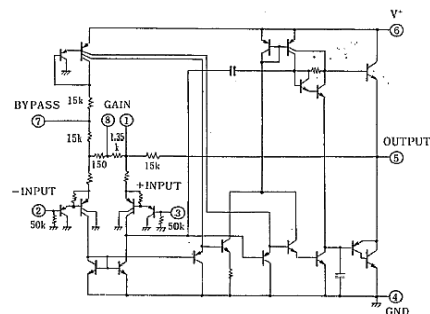 V+
⑥
15k
BYPASS
GAIN
⑦
⑧
①
15k
1.35
k
OUTPUT
150
15k
⑤
−INPUT
+INPUT
②
③
50k
50k
④
GND